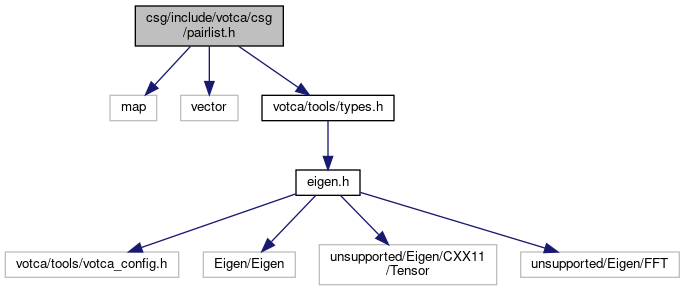 csg/include/votca/csg
/pairlist.h
map
vector
votca/tools/types.h
eigen.h
votca/tools/votca_config.h
Eigen/Eigen
unsupported/Eigen/CXX11
/Tensor
unsupported/Eigen/FFT